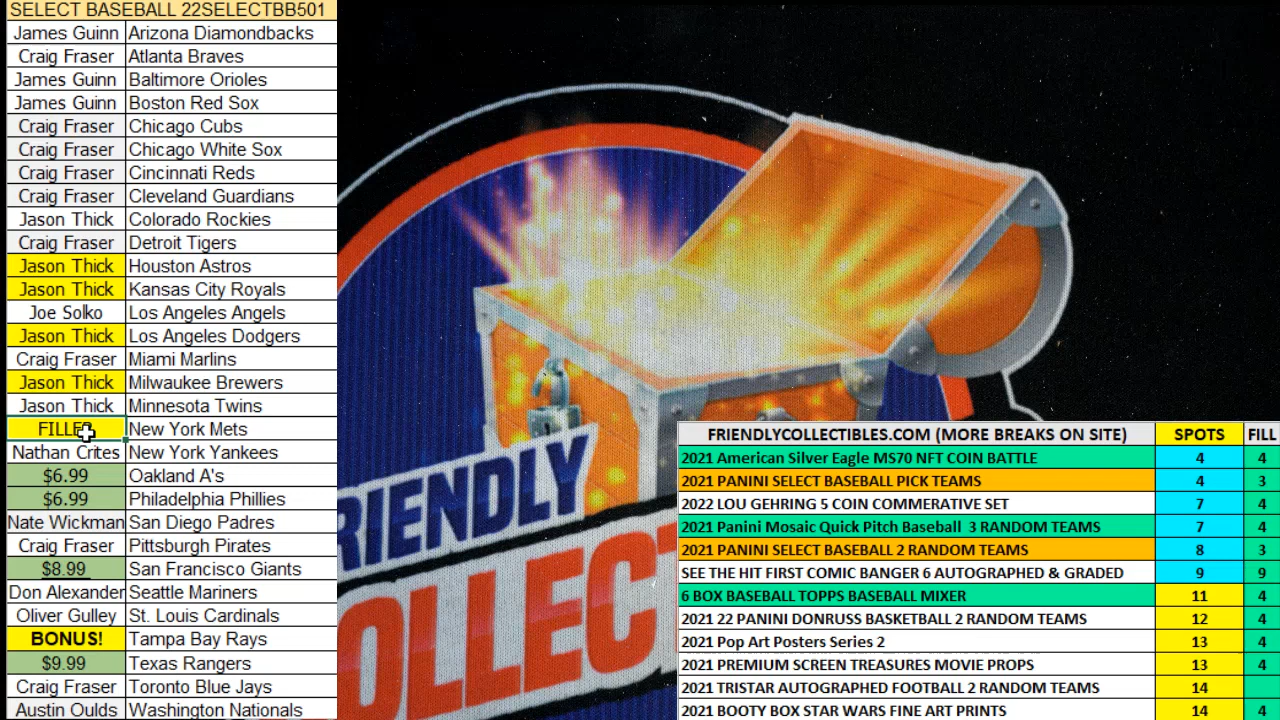 SELECT BASEBALL 22SELECTBB501
James Guinn Arizona Diamondbacks
Craig Fraser Atlanta Braves
James Guinn Baltimore Orioles
James Guinn Boston Red Sox
Craig Fraser Chicago Cubs
Craig Fraser Chicago White Sox
Craig Fraser Cincinnati Reds
Craig Fraser Cleveland Guardians
Jason Thick Colorado Rockies
Craig Fraser Detroit Tigers
Jason Thick Houston Astros
Jason Thick Kansas City Royals
Joe Solko Los Angeles Angels
Jason Thick Los Angeles Dodgers
Craig Fraser Miami Marlins
Jason Thick Milwaukee Brewers
Jason Thick Minnesota Twins
New York Mets
Nathan Crites New York Yankees
$6.99 Oakland A's
$6.99 Philadelphia Phillies
Nate Wickman San Diego Padres
Craig Fraser Pittsburgh Pirates
$8.99 San Francisco Giants
Don Alexander Seattle Mariners
Oliver Gulley St. Louis Cardinals
BONUS! Tampa Bay Rays
$9.99 Texas Rangers
Craig Fraser Toronto Blue Jays
Austin Oulds Washington Nationals
RIENDLY
OLLEC
FRIENDLYCOLLECTIBLES.COM (MORE BREAKS ON SITE) SPOTS FILL
2021 American Silver Eagle MS70 NFT COIN BATTLE 4 4
2021 PANINI SELECT BASEBALL PICK TEAMS 4 3
2022 LOU GEHRING 5 COIN COMMERATIVE SET 7 4
2021 Panini Mosaic Quick Pitch Baseball 3 RANDOM TEAMS 7 4
2021 PANINI SELECT BASEBALL 2 RANDOM TEAMS 8 3
SEE THE HIT FIRST COMIC BANGER 6 AUTOGRAPHED & GRADED 9 9
6 BOX BASEBALL TOPPS BASEBALL MIXER 11 4
2021 22 PANINI DONRUSS BASKETBALL 2 RANDOM TEAMS 12 4
2021 Pop Art Posters Series 2 13 4
2021 PREMIUM SCREEN TREASURES MOVIE PROPS 13 4
2021 TRISTAR AUTOGRAPHED FOOTBALL 2 RANDOM TEAMS 14
2021 BOOTY BOX STAR WARS FINE ART PRINTS 14 4